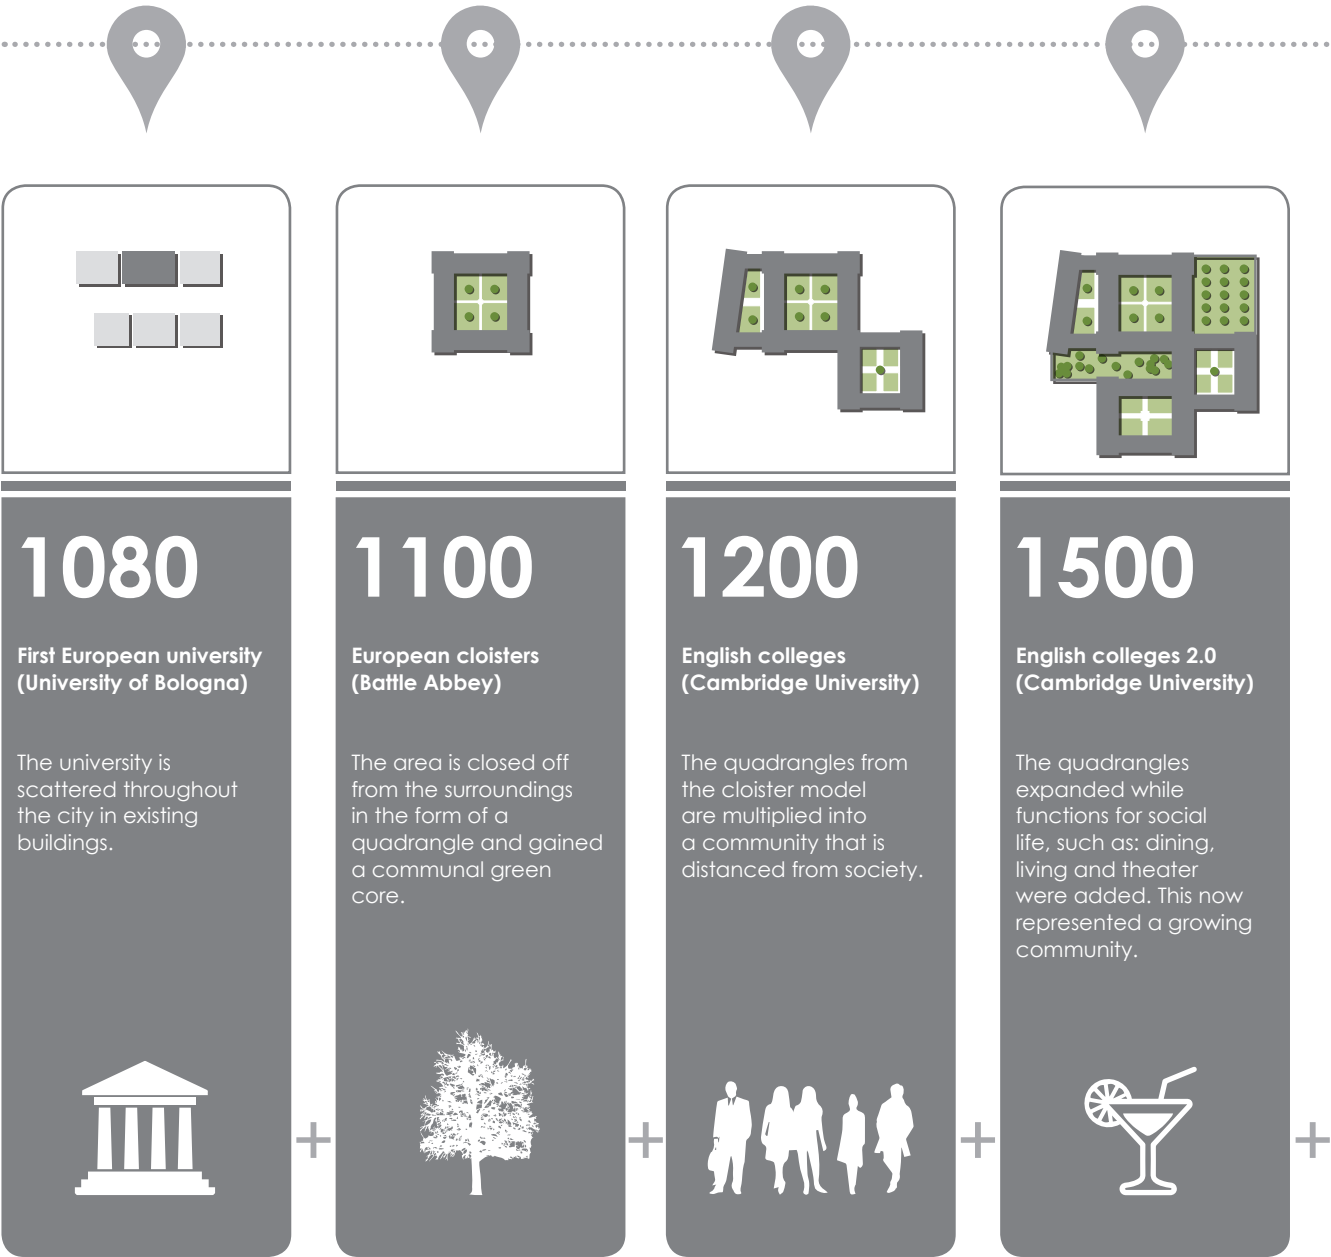 1080
First European university
(University of Bologna)
The university is
scattered throughout
the city in existing
buildings.
+
1100
European cloisters
(Battle Abbey)
The area is closed off
from the surroundings
in the form of a
quadrangle and gained
a communal green
core.
+
1200
English colleges
(Cambridge University)
The quadrangles from
the cloister model
are multiplied into
a community that is
distanced from society.
+
1500
English colleges 2.0
(Cambridge University)
The quadrangles
expanded while
functions for social
life, such as: dining,
living and theater
were added. This now
represented a growing
community.
+